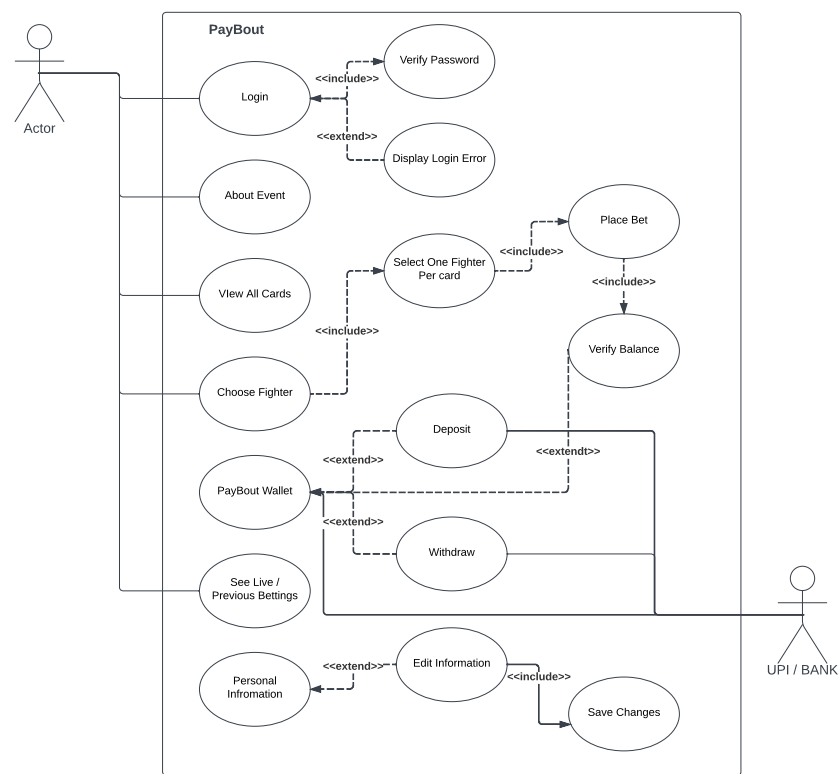 PayBout
Verify Password
<<include>>
Login
Actor
<<extend>>
Display Login Error
About Event
Place Bet
<<include>>
Select One Fighter
Per card
<<include>>
VIew All Cards
<<include>>
Verify Balance
Choose Fighter
Deposit
<<extendt>>
<<extend>>
PayBout Wallet
<<extend>>
Withdraw
See Live /
Previous Bettings
UPI / BANK
Edit Information
<<extend>>
<<include>>
Personal
Infromation
Save Changes